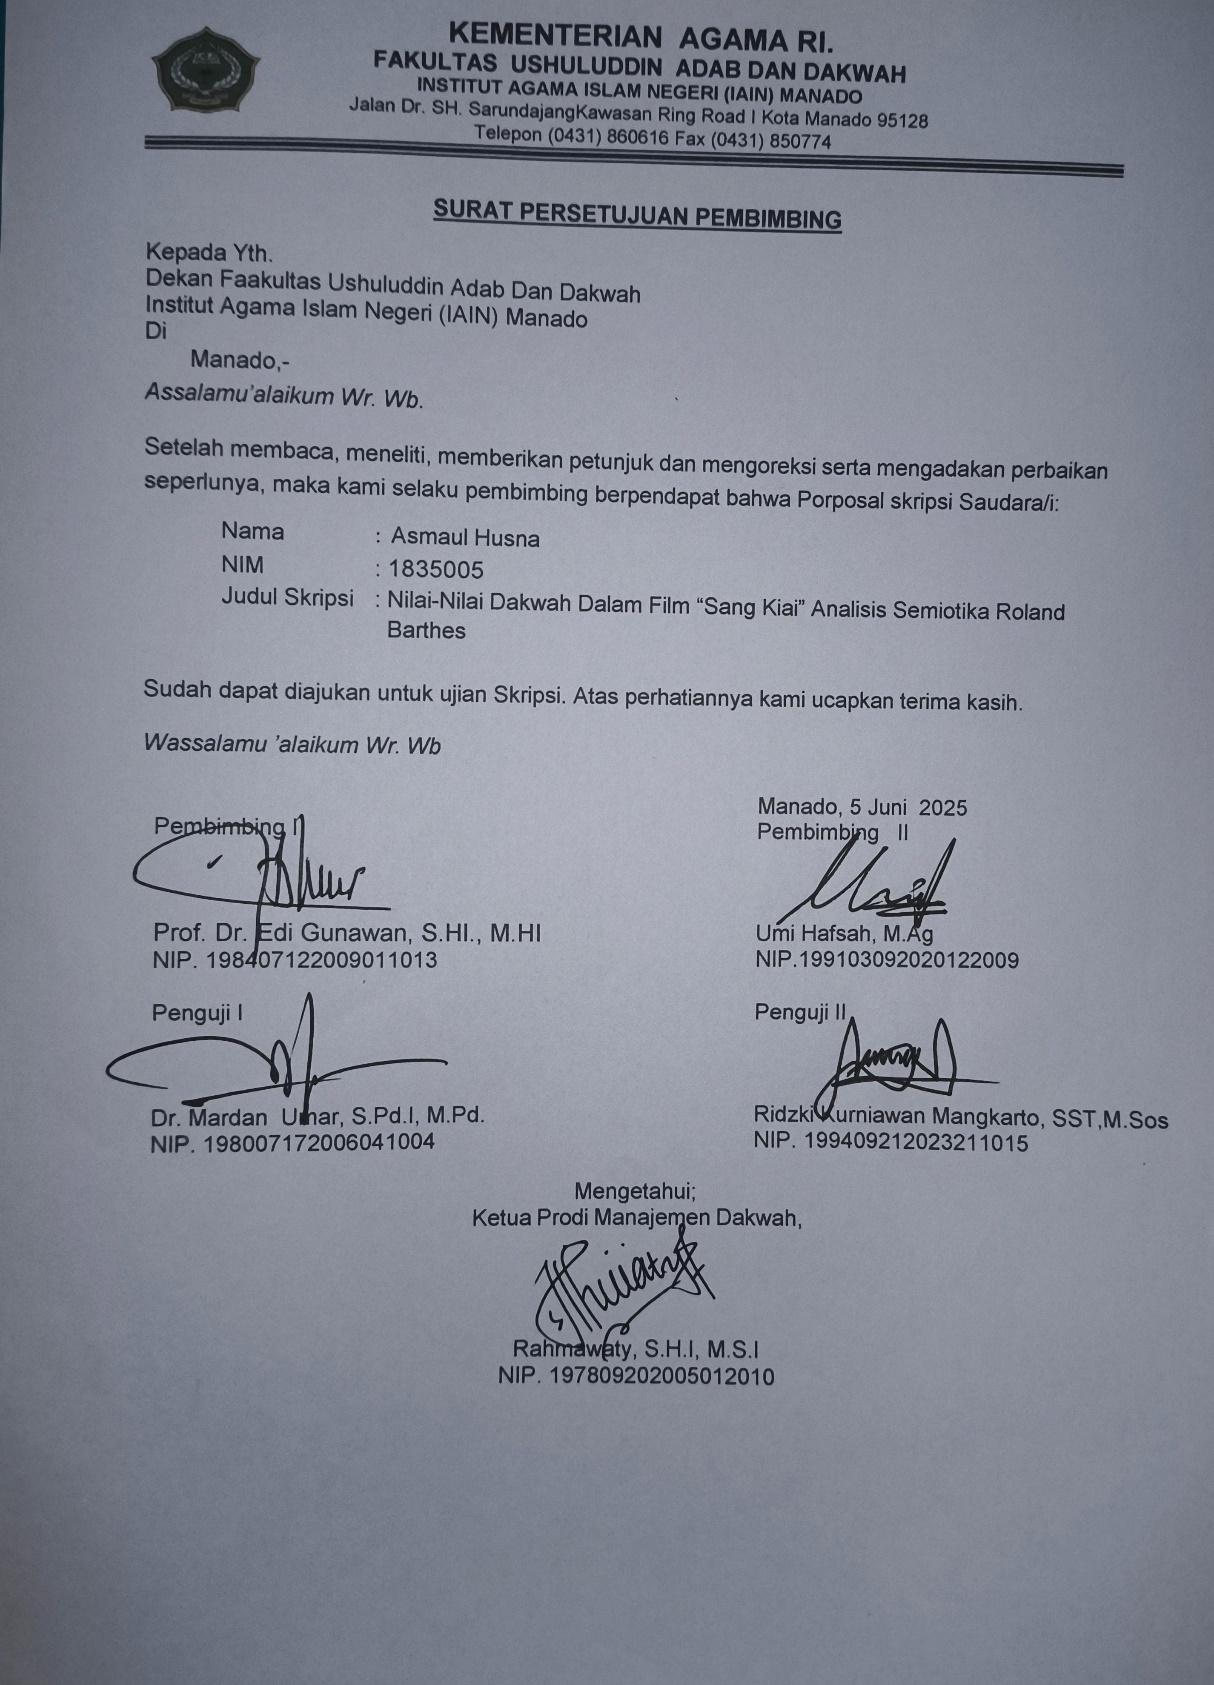 KEMENTERIAN AGAMA RI.
FAKULTAS USHULUDDIN ADAB DAN DAKWAH
INSTITUT AGAMA ISLAM NEGERI (IAIN) MANADO
Jalan Dr. SH. SarundajangKawasan Ring Road I Kota Manado 95128
Telepon (0431) 860616 Fax (0431) 850774
SURAT PERSETUJUAN PEMBIMBING
Kepada Yth.
Dekan Faakultas Ushuluddin Adab Dan Dakwah
Institut Agama Islam Negeri (IAIN) Manado
Di
Manado,-
Assalamu'alaikum Wr. Wb.
Setelah membaca, meneliti, memberikan petunjuk dan mengoreksi serta mengadakan perbaikan
seperlunya, maka kami selaku pembimbing berpendapat bahwa Porposal skripsi Saudara/i:
Nama : Asmaul Husna
NIM : 1835005
Judul Skripsi : Nilai-Nilai Dakwah Dalam Film “Sang Kiai” Analisis Semiotika Roland
Barthes
Sudah dapat diajukan untuk ujian Skripsi. Atas perhatiannya kami ucapkan terima kasih.
Wassalamu 'alaikum Wr. Wb
Manado, 5 Juni 2025
Pembimbing I Pembimbing II
Prof. Dr. Edi Gunawan, S.HI., M.HI Umi Hafsah, M.Ag
NIP. 198407122009011013 NIP.199103092020122009
Penguji I Penguji II
Dr. Mardan Umar, S.Pd.I, M.Pd. Ridzki Kurniawan Mangkarto, SST,M.Sos
NIP. 198007172006041004 NIP. 199409212023211015
Mengetahui;
Ketua Prodi Manajemen Dakwah,
Rahmawaty, S.H.I, M.S.I
NIP. 197809202005012010